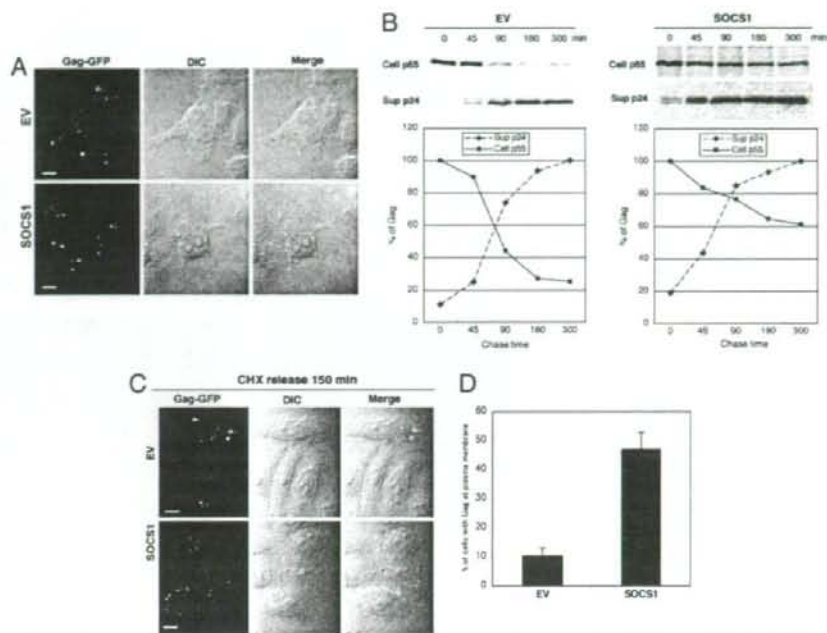 A
Gag-GFP DIC Merge
EV
SOCS1
B
EV
0 45 90 180 300 min
Cell p55
Sup p24
120
100
80
60
40
20
0
% of Gag
Sup p24
Cell p55
0 45 90 180 300
Chase time
SOCS1
0 45 90 180 300 min
Cell p55
Sup p24
120
100
80
60
40
20
0
% of Gag
Sup p24
Cell p55
0 45 90 180 300
Chase time
C
CHX release 150 min
Gag-GFP DIC Merge
EV
SOCS1
D
% of cells with Gag at plasma membrane
60
50
40
30
20
10
0
EV SOCS1